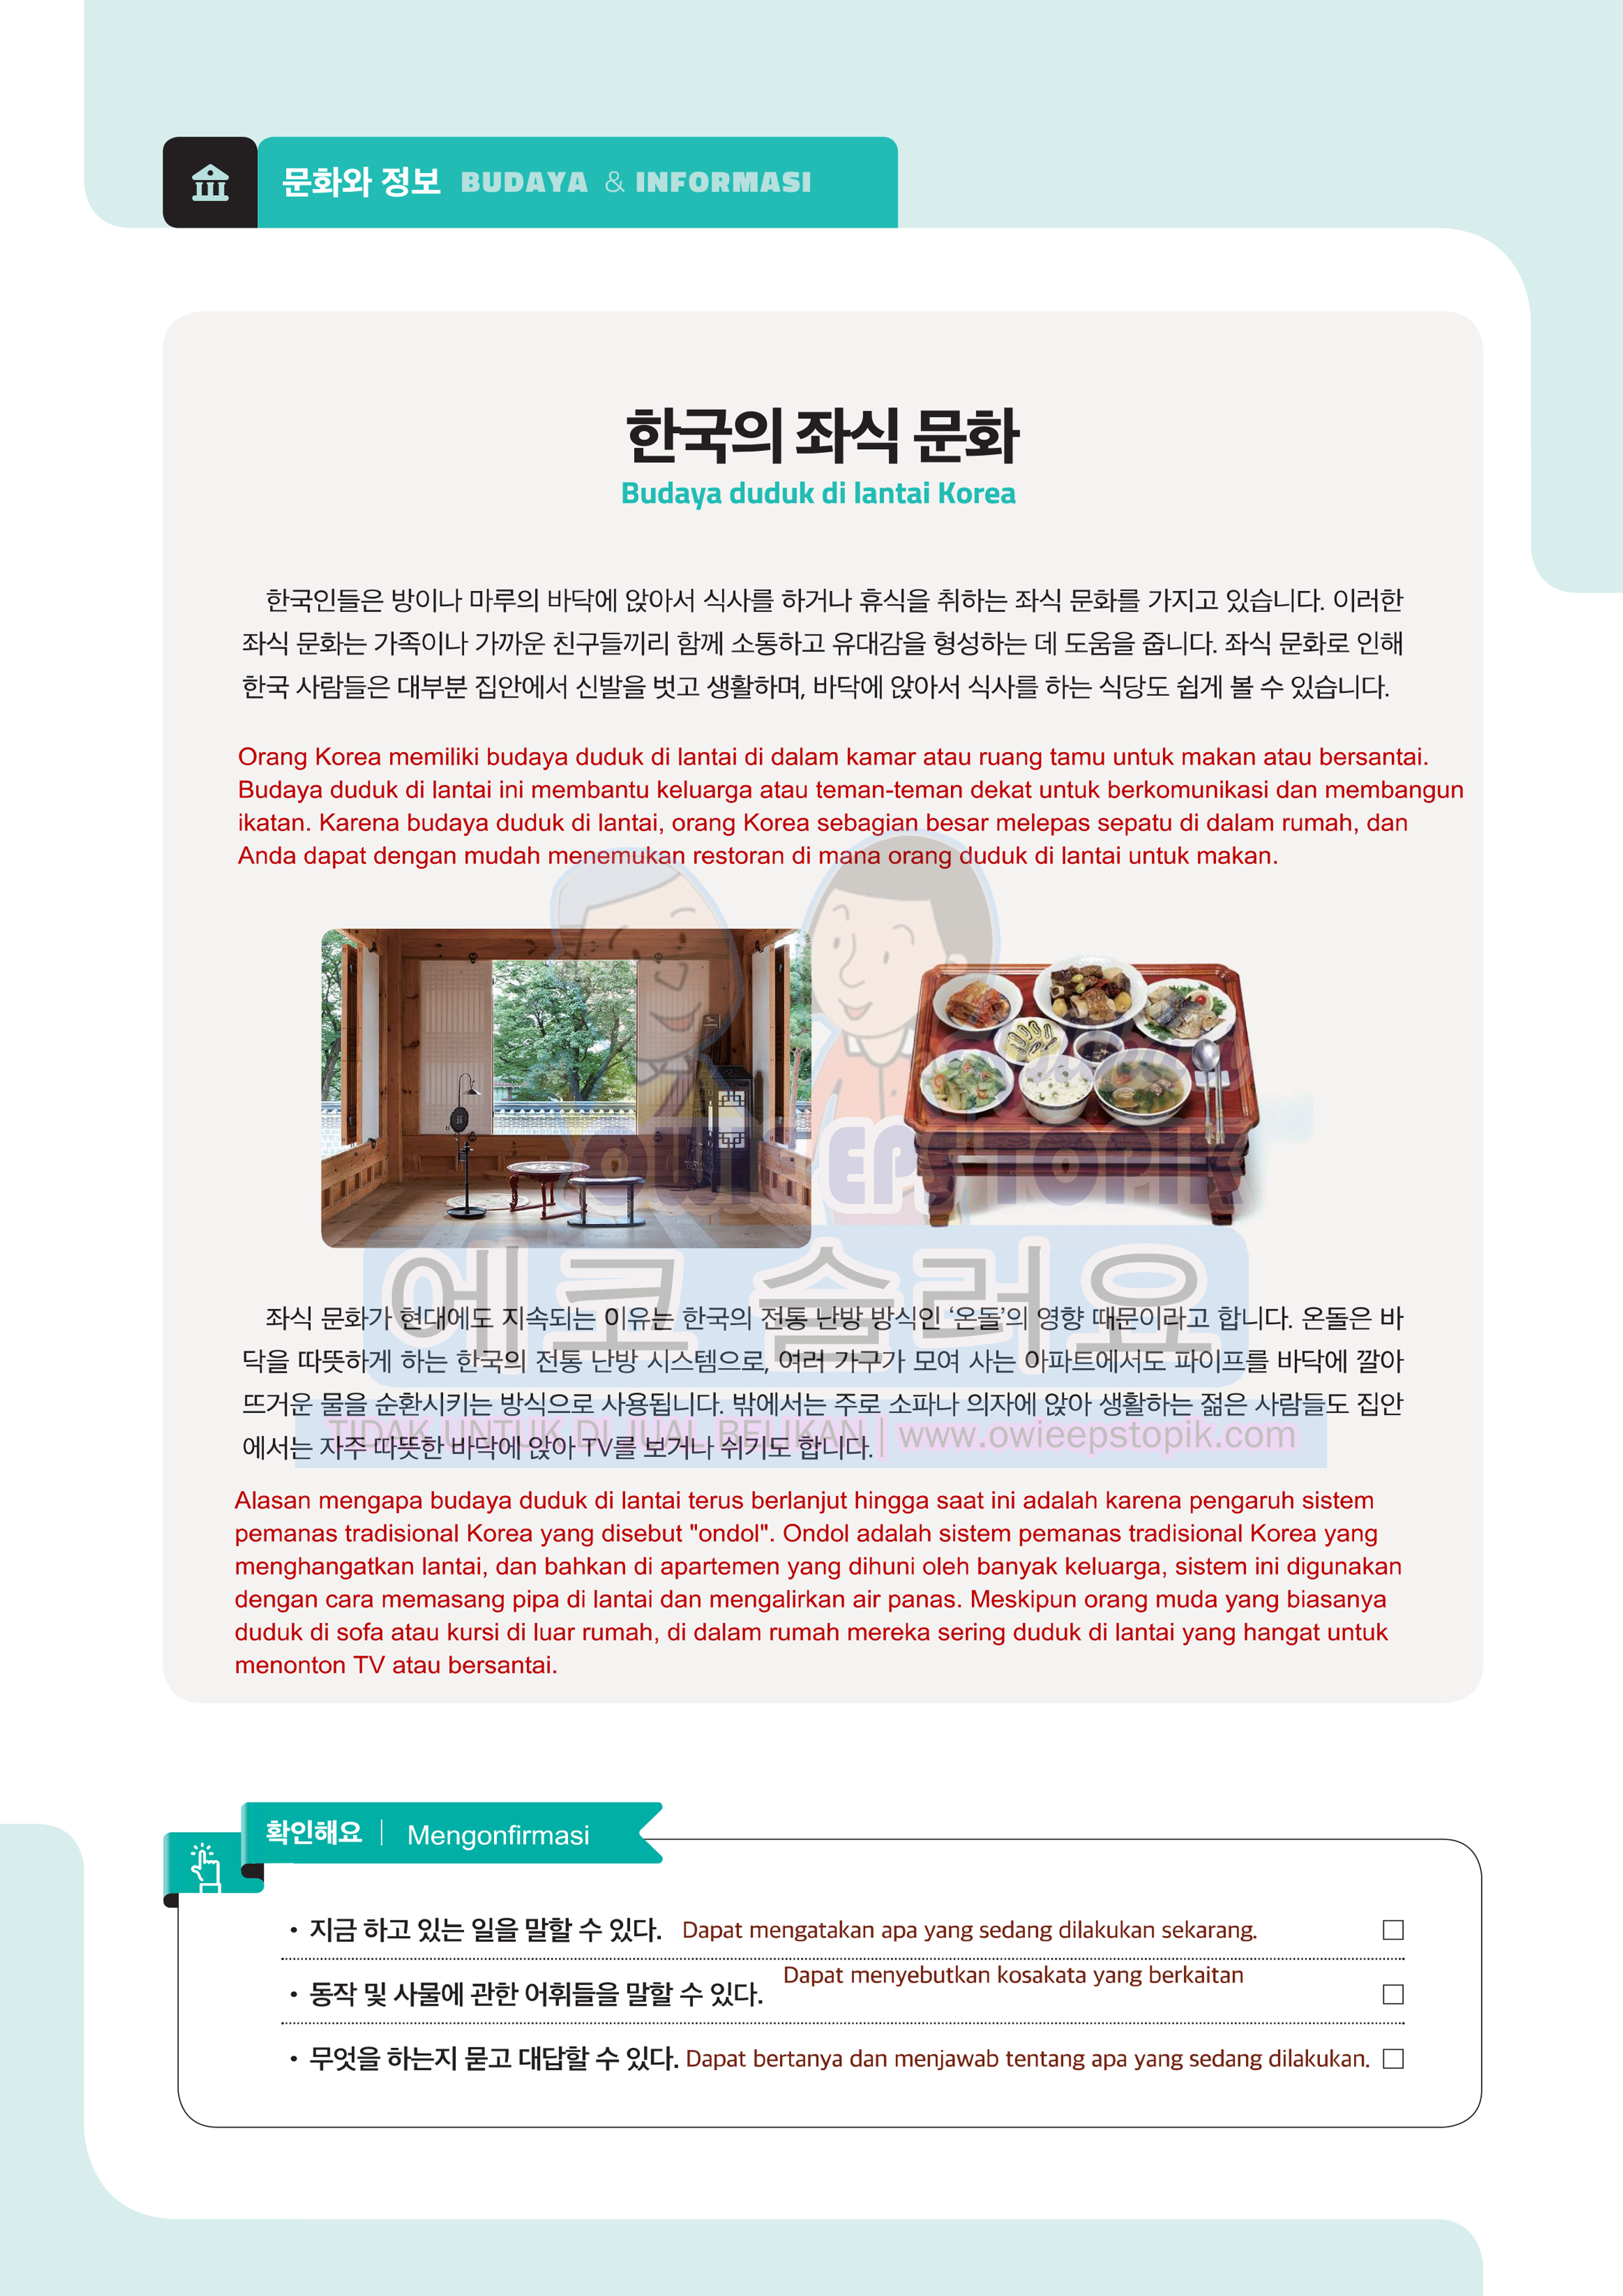 문화와 정보 BUDAYA & INFORMASI
한국의 좌식 문화
Budaya duduk di lantai Korea
한국인들은 방이나 마루의 바닥에 앉아서 식사를 하거나 휴식을 취하는 좌식 문화를 가지고 있습니다. 이러한
좌식 문화는 가족이나 가까운 친구들끼리 함께 소통하고 유대감을 형성하는 데 도움을 줍니다. 좌식 문화로 인해
한국 사람들은 대부분 집안에서 신발을 벗고 생활하며, 바닥에 앉아서 식사를 하는 식당도 쉽게 볼 수 있습니다.
Orang Korea memiliki budaya duduk di lantai di dalam kamar atau ruang tamu untuk makan atau bersantai.
Budaya duduk di lantai ini membantu keluarga atau teman-teman dekat untuk berkomunikasi dan membangun
ikatan. Karena budaya duduk di lantai, orang Korea sebagian besar melepas sepatu di dalam rumah, dan
Anda dapat dengan mudah menemukan restoran di mana orang duduk di lantai untuk makan.
OWIE EPSTOPIK
에코 슬러요
좌식 문화가 현대에도 지속되는 이유는 한국의 전통 난방 방식인 ‘온돌’의 영향 때문이라고 합니다. 온돌은 바
닥을 따뜻하게 하는 한국의 전통 난방 시스템으로, 여러 가구가 모여 사는 아파트에서도 파이프를 바닥에 깔아
뜨거운 물을 순환시키는 방식으로 사용됩니다. 밖에서는 주로 소파나 의자에 앉아 생활하는 젊은 사람들도 집안
에서는 자주 따뜻한 바닥에 앉아 TV를 보거나 쉬기도 합니다.
TIDAK UNTUK DI JUAL BELIKAN | www.owieepstopik.com
Alasan mengapa budaya duduk di lantai terus berlanjut hingga saat ini adalah karena pengaruh sistem
pemanas tradisional Korea yang disebut "ondol". Ondol adalah sistem pemanas tradisional Korea yang
menghangatkan lantai, dan bahkan di apartemen yang dihuni oleh banyak keluarga, sistem ini digunakan
dengan cara memasang pipa di lantai dan mengalirkan air panas. Meskipun orang muda yang biasanya
duduk di sofa atau kursi di luar rumah, di dalam rumah mereka sering duduk di lantai yang hangat untuk
menonton TV atau bersantai.
확인해요 | Mengonfirmasi
• 지금 하고 있는 일을 말할 수 있다. Dapat mengatakan apa yang sedang dilakukan sekarang.
• 동작 및 사물에 관한 어휘들을 말할 수 있다. Dapat menyebutkan kosakata yang berkaitan
• 무엇을 하는지 묻고 대답할 수 있다. Dapat bertanya dan menjawab tentang apa yang sedang dilakukan.